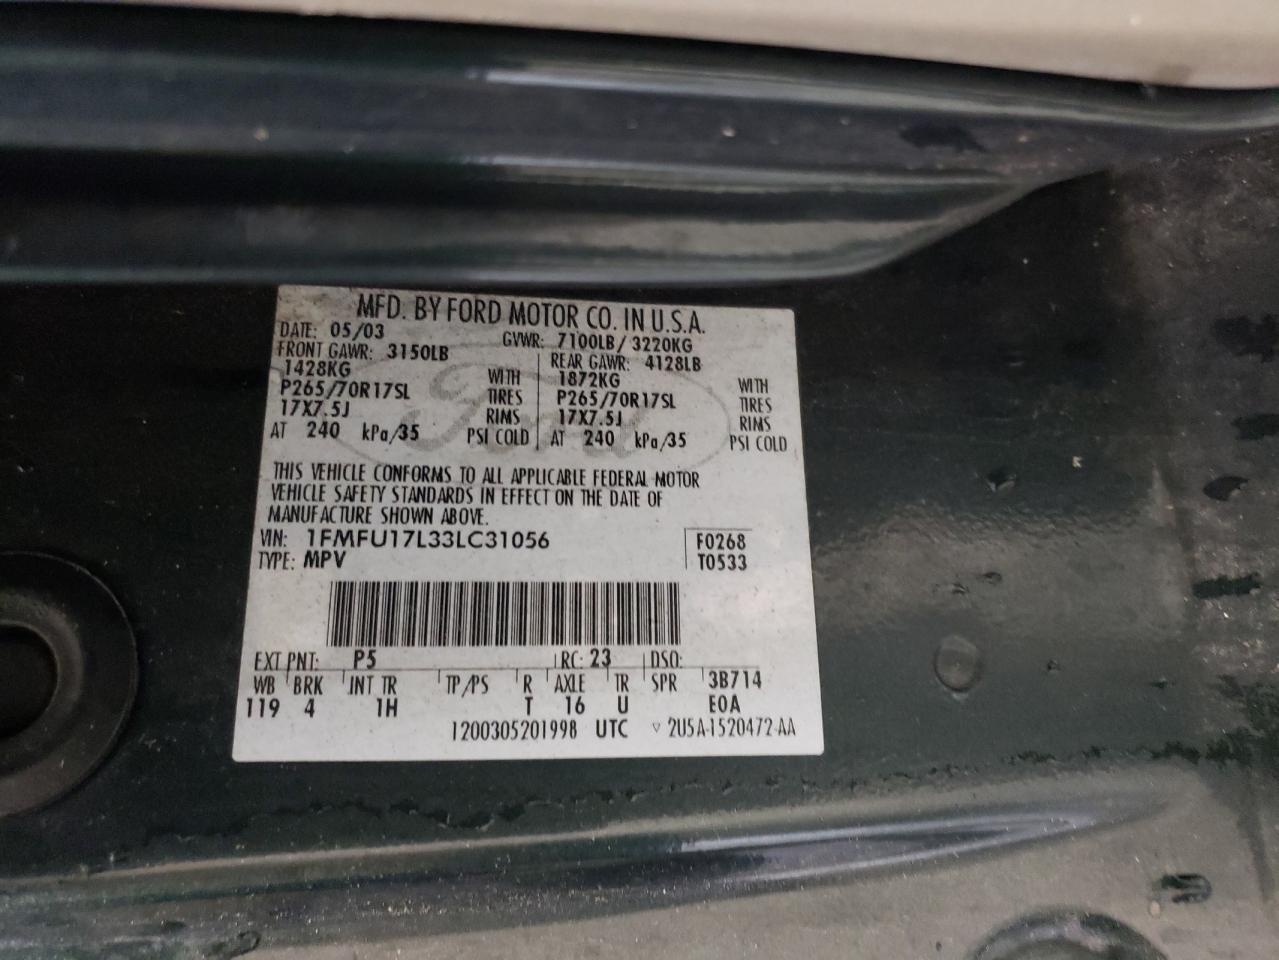 MFD. BY FORD MOTOR CO. IN U.S.A.
DATE: 05/03 GVWR: 7100LB/3220KG
FRONT GAWR: 3150LB REAR GAWR: 4128LB
1428KG WITH 1872KG WITH
P265/70R17SL TIRES P265/70R17SL TIRES
17X7.5J RIMS 17X7.5J RIMS
AT 240 kPa/35 PSI COLD AT 240 kPa/35 PSI COLD
Ford
THIS VEHICLE CONFORMS TO ALL APPLICABLE FEDERAL MOTOR
VEHICLE SAFETY STANDARDS IN EFFECT ON THE DATE OF
MANUFACTURE SHOWN ABOVE.
VIN: 1FMFU17L33LC31056 F0268
TYPE: MPV T0533
EXT PNT: P5 RC: 23 DSO:
WB BRK INT TR TP/PS R AXLE TR SPR 3B714
119 4 1H T 16 U E0A
1200305201998 UTC ▽ 2U5A-1520472-AA